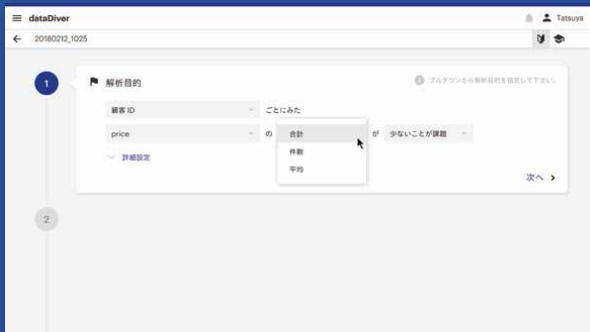 dataDiver
Tatsuya
20180212_1025
1
解析目的
プルダウンから解析目的を指定して下さい。
顧客 ID
ごとにみた
price
の
合計
が
少ないことが課題
件数
平均
詳細設定
次へ
2